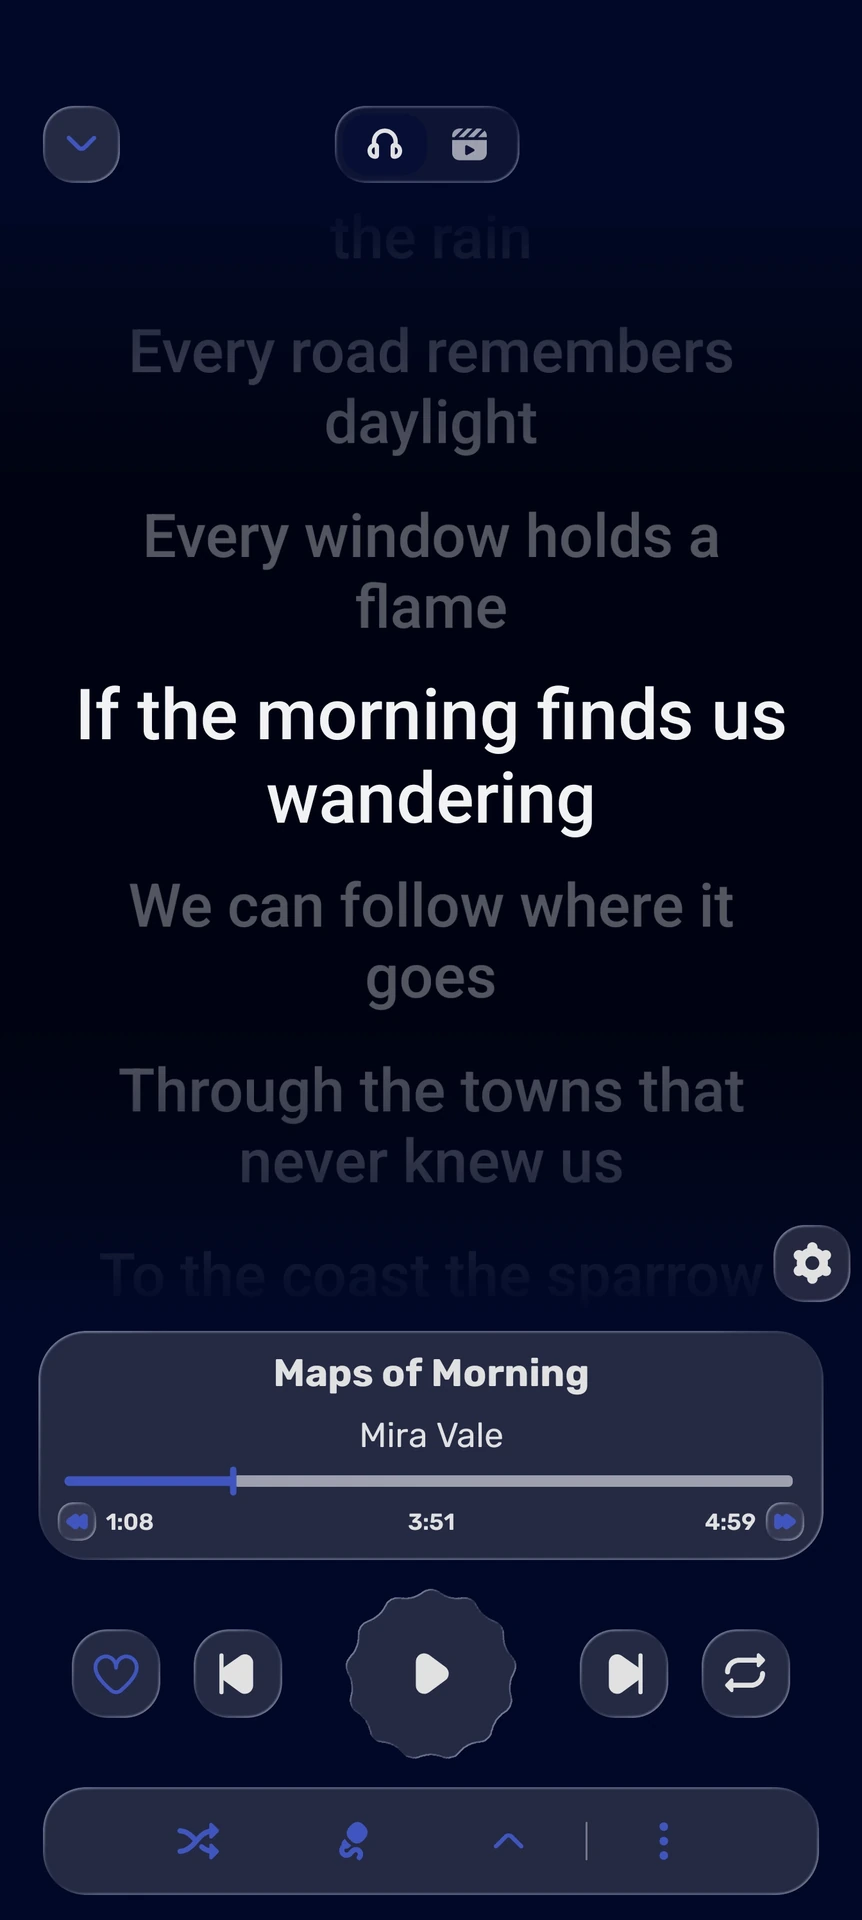 the rain
Every road remembers
daylight
Every window holds a
flame
If the morning finds us
wandering
We can follow where it
goes
Through the towns that
never knew us
To the coast the sparrow
Maps of Morning
Mira Vale
1:08 3:51 4:59